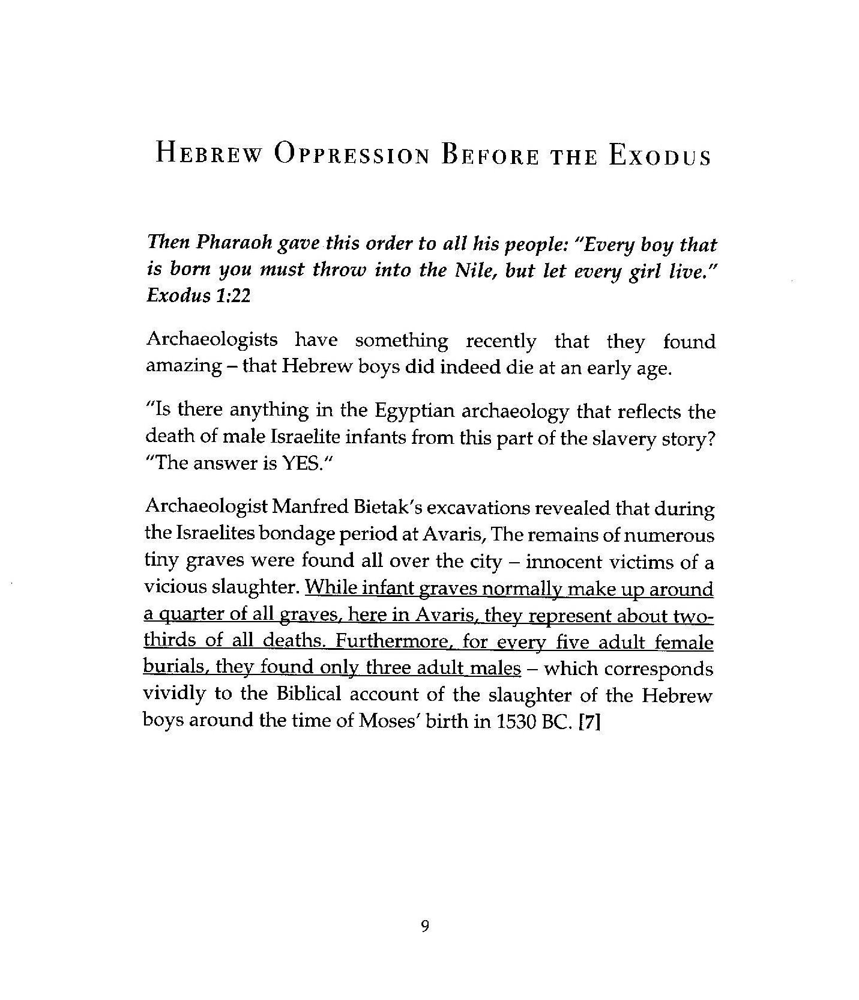 HEBREW OPPRESSION BEFORE THE EXODUS
Then Pharaoh gave this order to all his people: "Every boy that
is born you must throw into the Nile, but let every girl live."
Exodus 1:22
Archaeologists have something recently that they found
amazing – that Hebrew boys did indeed die at an early age.
"Is there anything in the Egyptian archaeology that reflects the
death of male Israelite infants from this part of the slavery story?
"The answer is YES."
Archaeologist Manfred Bietak's excavations revealed that during
the Israelites bondage period at Avaris, The remains of numerous
tiny graves were found all over the city – innocent victims of a
vicious slaughter. While infant graves normally make up around
a quarter of all graves, here in Avaris, they represent about two-
thirds of all deaths. Furthermore, for every five adult female
burials, they found only three adult males – which corresponds
vividly to the Biblical account of the slaughter of the Hebrew
boys around the time of Moses' birth in 1530 BC. [7]
9